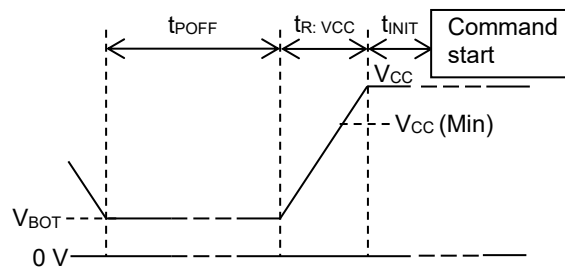 tPOFF
tR: VCC
tINIT
Command
start
VCC
VCC (Min)
VBOT
0 V